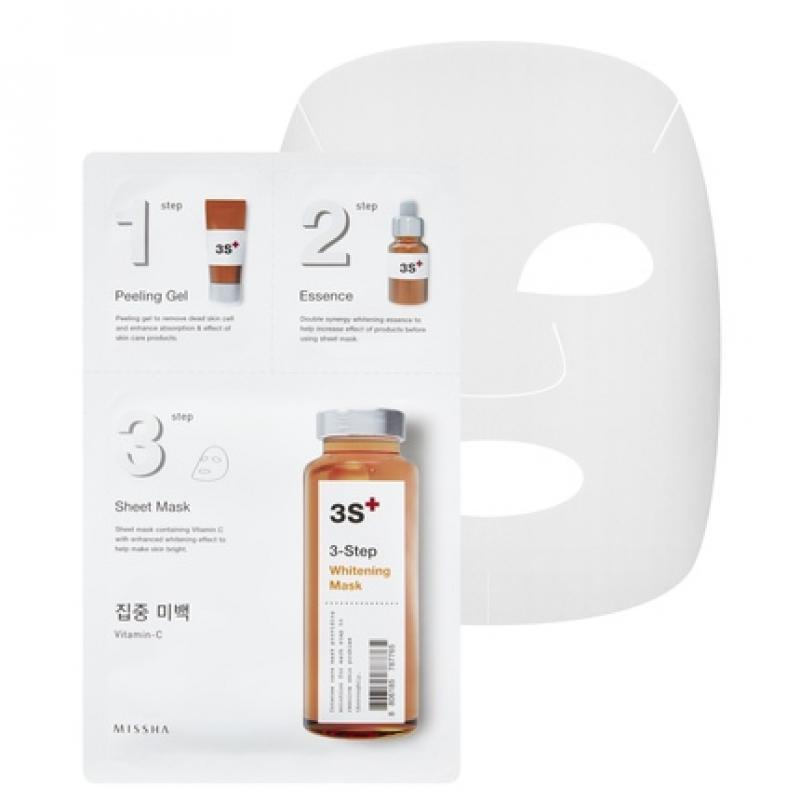 1 step
3S+
Peeling Gel
Peeling gel to remove dead skin cell
and enhance absorption & effect of
skin care products.
2 step
3S+
Essence
Double synergy whitening essence to
help increase effect of products before
using sheet mask.
3 step
Sheet Mask
Sheet mask containing Vitamin C
with enhanced whitening effect to
help make skin bright.
집중 미백
Vitamin-C
MISSHA
3S+
3-Step
Whitening
Mask
8 806185 787765